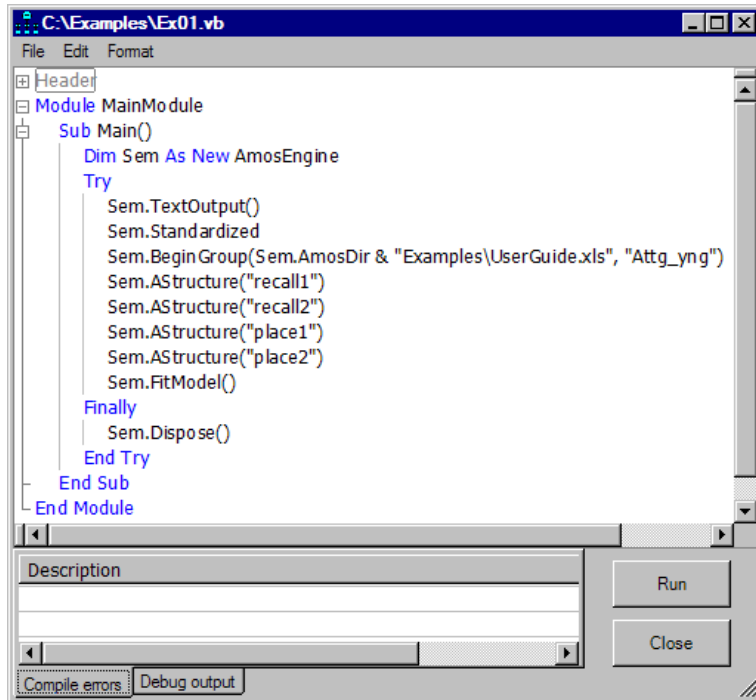 C:\Examples\Ex01.vb
File Edit Format
Header
Module MainModule
Sub Main()
Dim Sem As New AmosEngine
Try
Sem.TextOutput()
Sem.Standardized
Sem.BeginGroup(Sem.AmosDir & "Examples\UserGuide.xls", "Attg_yng")
Sem.AStructure("recall1")
Sem.AStructure("recall2")
Sem.AStructure("place1")
Sem.AStructure("place2")
Sem.FitModel()
Finally
Sem.Dispose()
End Try
End Sub
End Module
Description
Run
Close
Compile errors Debug output